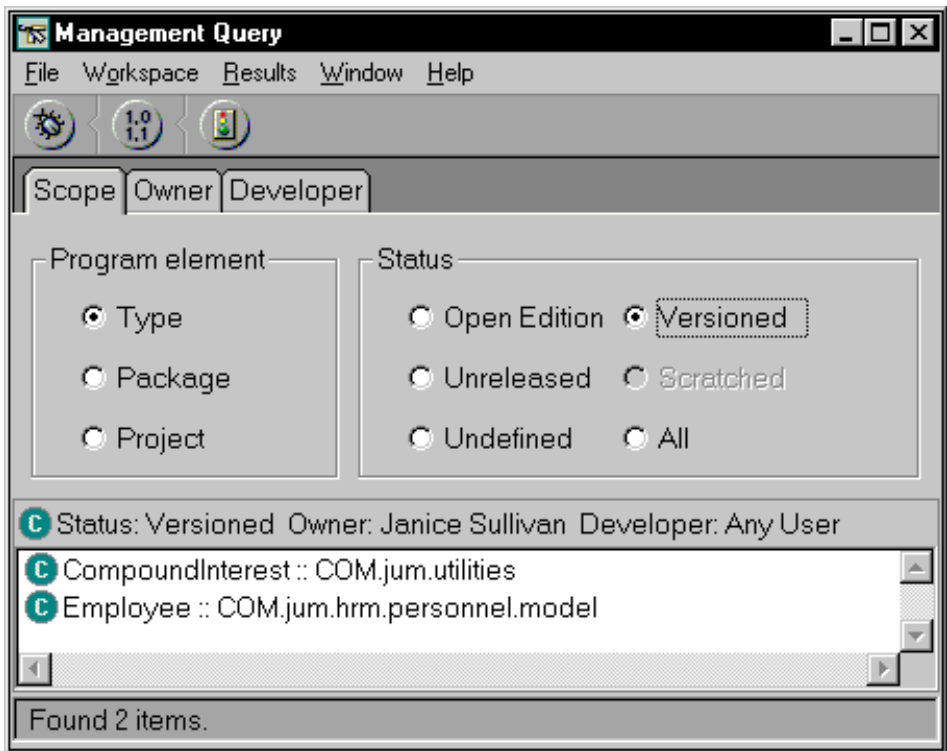 Management Query
File Workspace Results Window Help
1.0
1.1
Scope Owner Developer
Program element
Type
Package
Project
Status
Open Edition Versioned
Unreleased Scratched
Undefined All
C Status: Versioned Owner: Janice Sullivan Developer: Any User
C CompoundInterest :: COM.jum.utilities
C Employee :: COM.jum.hrm.personnel.model
Found 2 items.